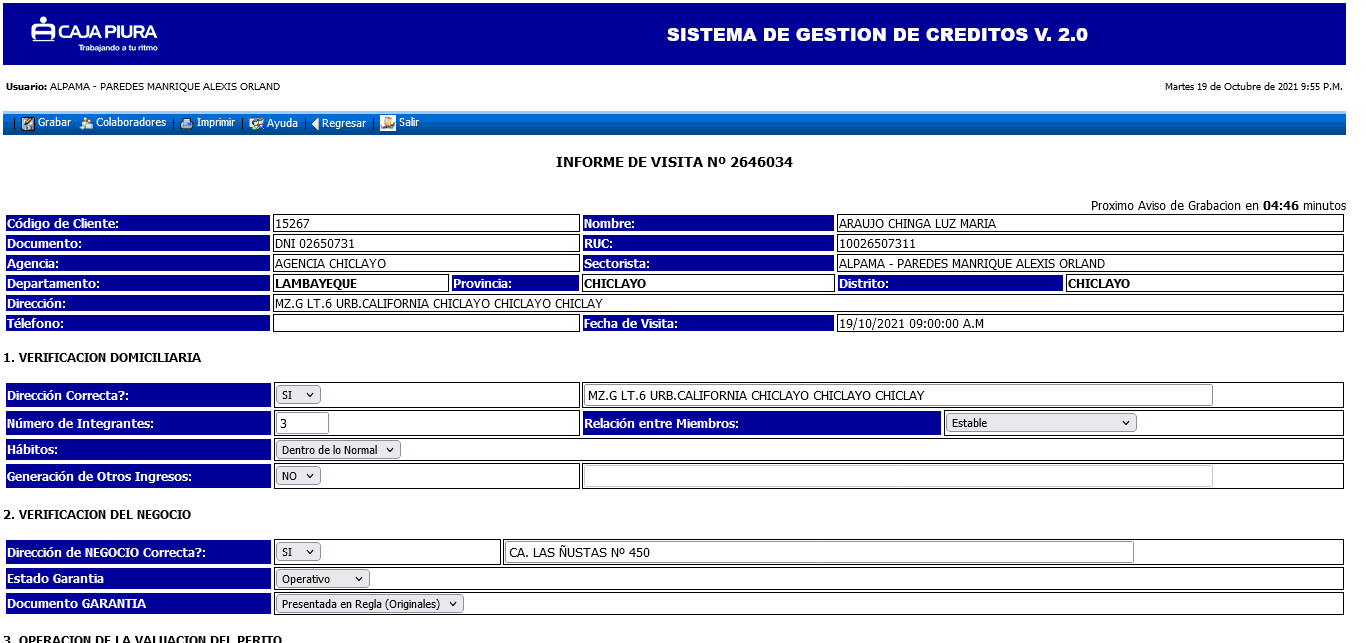 CAJA PIURA
Trabajando a tu ritmo
SISTEMA DE GESTION DE CREDITOS V. 2.0
Usuario: ALPAMA - PAREDES MANRIQUE ALEXIS ORLAND
Martes 19 de Octubre de 2021 9:55 P.M.
Grabar Colaboradores | Imprimir | Ayuda | Regresar | Salir
INFORME DE VISITA Nº 2646034
Proximo Aviso de Grabacion en 04:46 minutos
Código de Cliente: 15267 Nombre: ARAUJO CHINGA LUZ MARIA
Documento: DNI 02650731 RUC: 10026507311
Agencia: AGENCIA CHICLAYO Sectorista: ALPAMA - PAREDES MANRIQUE ALEXIS ORLAND
Departamento: LAMBAYEQUE Provincia: CHICLAYO Distrito: CHICLAYO
Dirección: MZ.G LT.6 URB.CALIFORNIA CHICLAYO CHICLAYO CHICLAY
Télefono: Fecha de Visita: 19/10/2021 09:00:00 A.M
1. VERIFICACION DOMICILIARIA
Dirección Correcta?: SI MZ.G LT.6 URB.CALIFORNIA CHICLAYO CHICLAYO CHICLAY
Número de Integrantes: 3 Relación entre Miembros: Estable
Hábitos: Dentro de lo Normal
Generación de Otros Ingresos: NO
2. VERIFICACION DEL NEGOCIO
Dirección de NEGOCIO Correcta?: SI CA. LAS ÑUSTAS Nº 450
Estado Garantia Operativo
Documento GARANTIA Presentada en Regla (Originales)
3. OPERACION DE LA VALUACION DEL PERITO